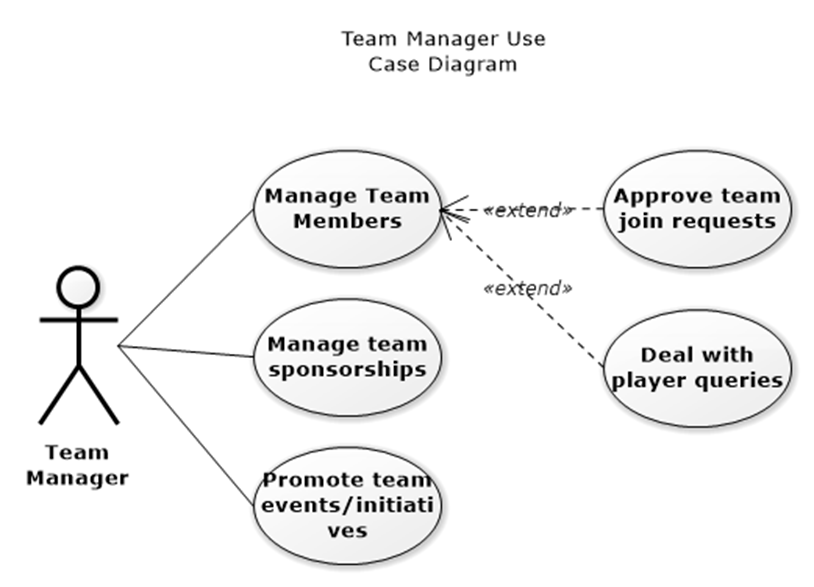 Team Manager Use
Case Diagram
Manage Team
Members
«extend»
Approve team
join requests
«extend»
Manage team
sponsorships
Deal with
player queries
Team
Manager
Promote team
events/initiati
ves